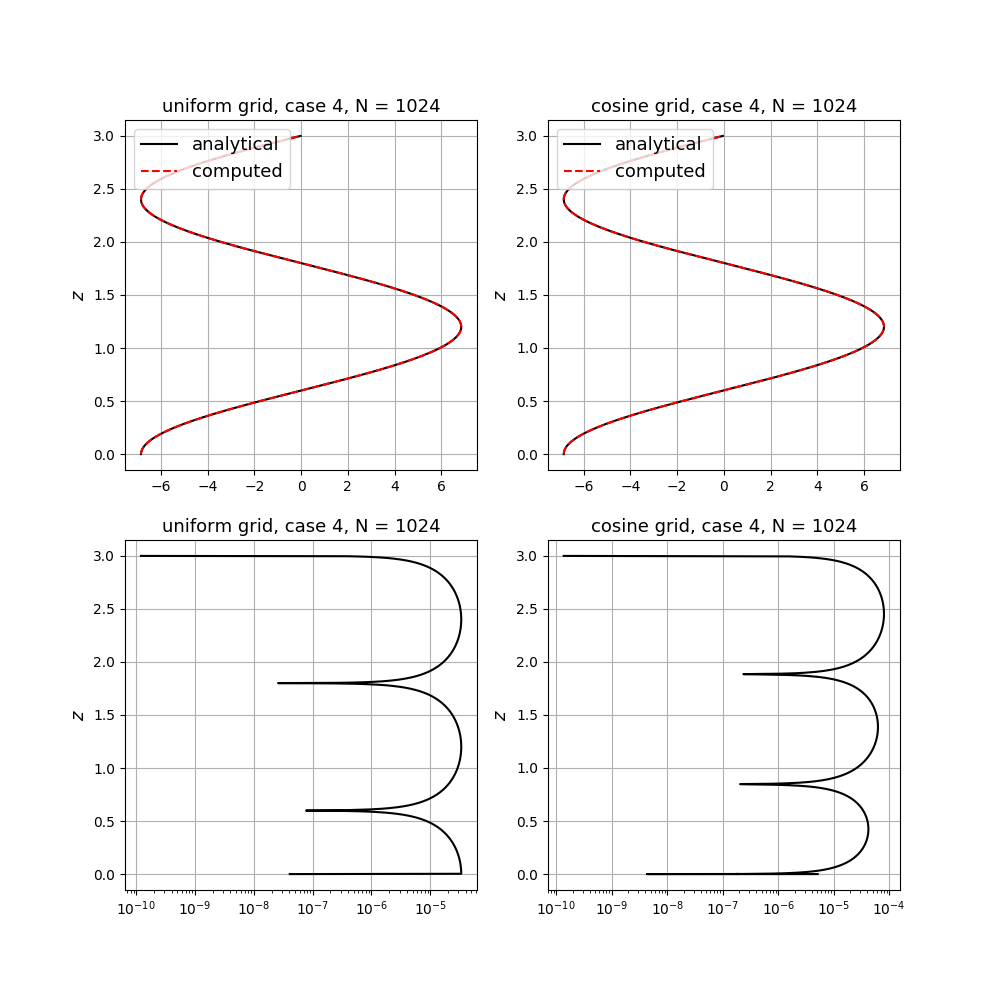 uniform grid, case 4, N = 1024
analytical
computed
z
3.0
2.5
2.0
1.5
1.0
0.5
0.0
−6 −4 −2 0 2 4 6
cosine grid, case 4, N = 1024
analytical
computed
z
3.0
2.5
2.0
1.5
1.0
0.5
0.0
−6 −4 −2 0 2 4 6
uniform grid, case 4, N = 1024
z
3.0
2.5
2.0
1.5
1.0
0.5
0.0
10⁻¹⁰ 10⁻⁹ 10⁻⁸ 10⁻⁷ 10⁻⁶ 10⁻⁵
cosine grid, case 4, N = 1024
z
3.0
2.5
2.0
1.5
1.0
0.5
0.0
10⁻¹⁰ 10⁻⁹ 10⁻⁸ 10⁻⁷ 10⁻⁶ 10⁻⁵ 10⁻⁴